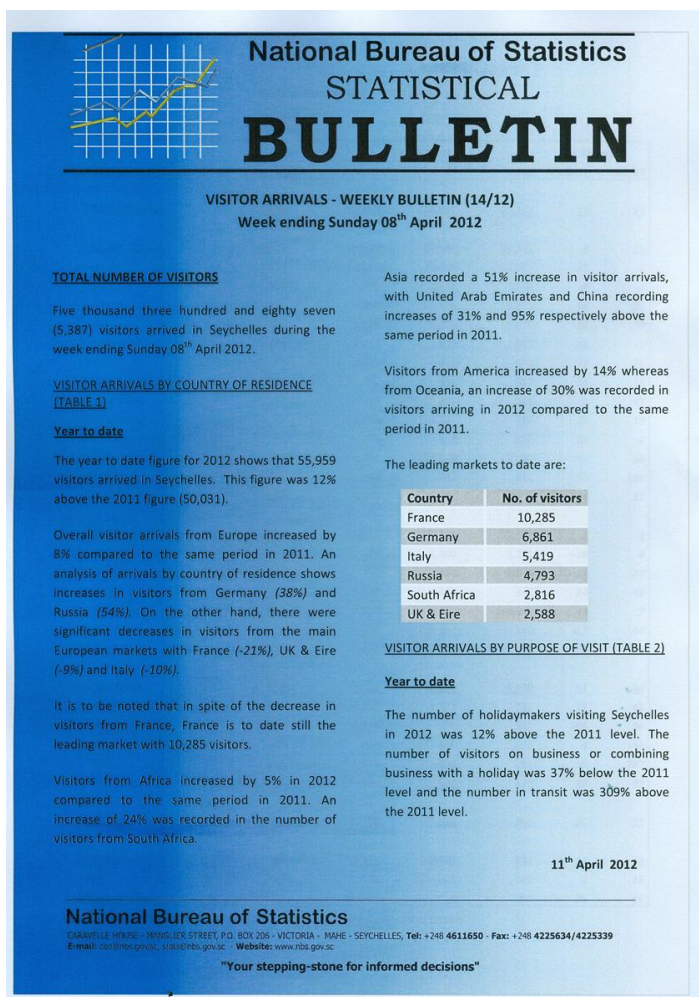 National Bureau of Statistics
STATISTICAL
BULLETIN
VISITOR ARRIVALS - WEEKLY BULLETIN (14/12)
Week ending Sunday 08th April 2012
TOTAL NUMBER OF VISITORS
Five thousand three hundred and eighty seven
(5,387) visitors arrived in Seychelles during the
week ending Sunday 08th April 2012.
VISITOR ARRIVALS BY COUNTRY OF RESIDENCE
(TABLE 1)
Year to date
The year to date figure for 2012 shows that 55,959
visitors arrived in Seychelles. This figure was 12%
above the 2011 figure (50,031).
Overall visitor arrivals from Europe increased by
8% compared to the same period in 2011. An
analysis of arrivals by country of residence shows
increases in visitors from Germany (38%) and
Russia (54%). On the other hand, there were
significant decreases in visitors from the main
European markets with France (-21%), UK & Eire
(-9%) and Italy (-10%).
It is to be noted that in spite of the decrease in
visitors from France, France is to date still the
leading market with 10,285 visitors.
Visitors from Africa increased by 5% in 2012
compared to the same period in 2011. An
increase of 24% was recorded in the number of
visitors from South Africa.
Asia recorded a 51% increase in visitor arrivals,
with United Arab Emirates and China recording
increases of 31% and 95% respectively above the
same period in 2011.
Visitors from America increased by 14% whereas
from Oceania, an increase of 30% was recorded in
visitors arriving in 2012 compared to the same
period in 2011.
The leading markets to date are:
Country No. of visitors
France 10,285
Germany 6,861
Italy 5,419
Russia 4,793
South Africa 2,816
UK & Eire 2,588
VISITOR ARRIVALS BY PURPOSE OF VISIT (TABLE 2)
Year to date
The number of holidaymakers visiting Seychelles
in 2012 was 12% above the 2011 level. The
number of visitors on business or combining
business with a holiday was 37% below the 2011
level and the number in transit was 309% above
the 2011 level.
11th April 2012
National Bureau of Statistics
CARAVELLE HOUSE - MANGLIER STREET, P.O. BOX 206 - VICTORIA - MAHE - SEYCHELLES, Tel: +248 4611650 - Fax: +248 4225634/4225339
E-mail: ceo@nbs.gov.sc, stats@nbs.gov.sc - Website: www.nbs.gov.sc
"Your stepping-stone for informed decisions"